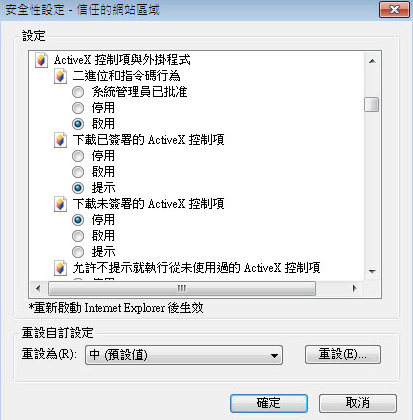 安全性設定 - 信任的網站區域
設定
ActiveX 控制項與外掛程式
二進位和指令碼行為
系統管理員已批准
停用
啟用
下載已簽署的 ActiveX 控制項
停用
啟用
提示
下載未簽署的 ActiveX 控制項
停用
啟用
提示
允許不提示就執行從未使用過的 ActiveX 控制項
*重新啟動 Internet Explorer 後生效
重設自訂設定
重設為(R):
中 (預設值)
重設(E)...
確定
取消